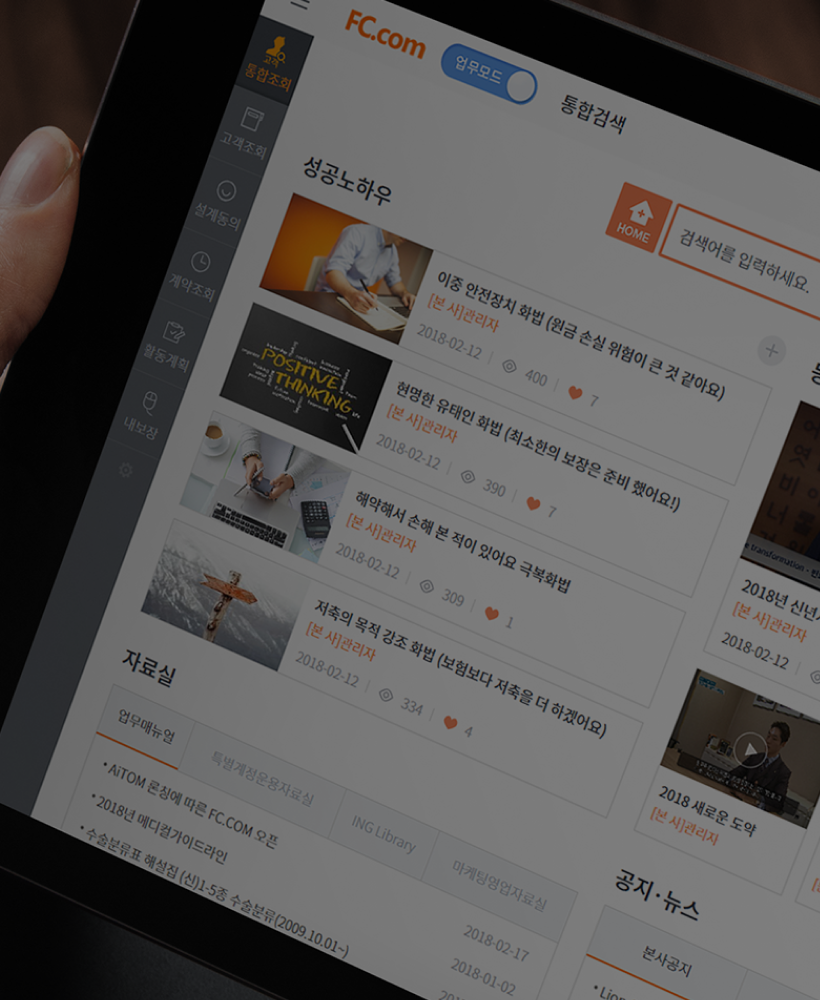 FC.com
업무모드
통합검색
고객
통합조회
고객조회
설계동의
계약조회
활동계획
내보장
성공노하우
HOME
검색어를 입력하세요.
이중 안전장치 화법 (원금 손실 위험이 큰 것 같아요)
[본 사]관리자
2018-02-12 400 7
POSITIVE
THINKING
현명한 유태인 화법 (최소한의 보장은 준비 했어요!)
[본 사]관리자
2018-02-12 390 7
해약해서 손해 본 적이 있어요 극복화법
[본 사]관리자
2018-02-12 309 1
저축의 목적 강조 화법 (보험보다 저축을 더 하겠어요)
[본 사]관리자
2018-02-12 334 4
2018년 신년
[본 사]관리자
2018-02-12
2018 새로운 도약
[본 사]관리자
자료실
업무매뉴얼 특별계정운용자료실 ING Library 마케팅영업자료실
• AiTOM 론칭에 따른 FC.COM 오픈
• 2018년 메디컬가이드라인
• 수술분류표 해설집 (신)1-5종 수술분류(2009.10.01~)
2018-02-17
2018-01-02
공지·뉴스
본사공지